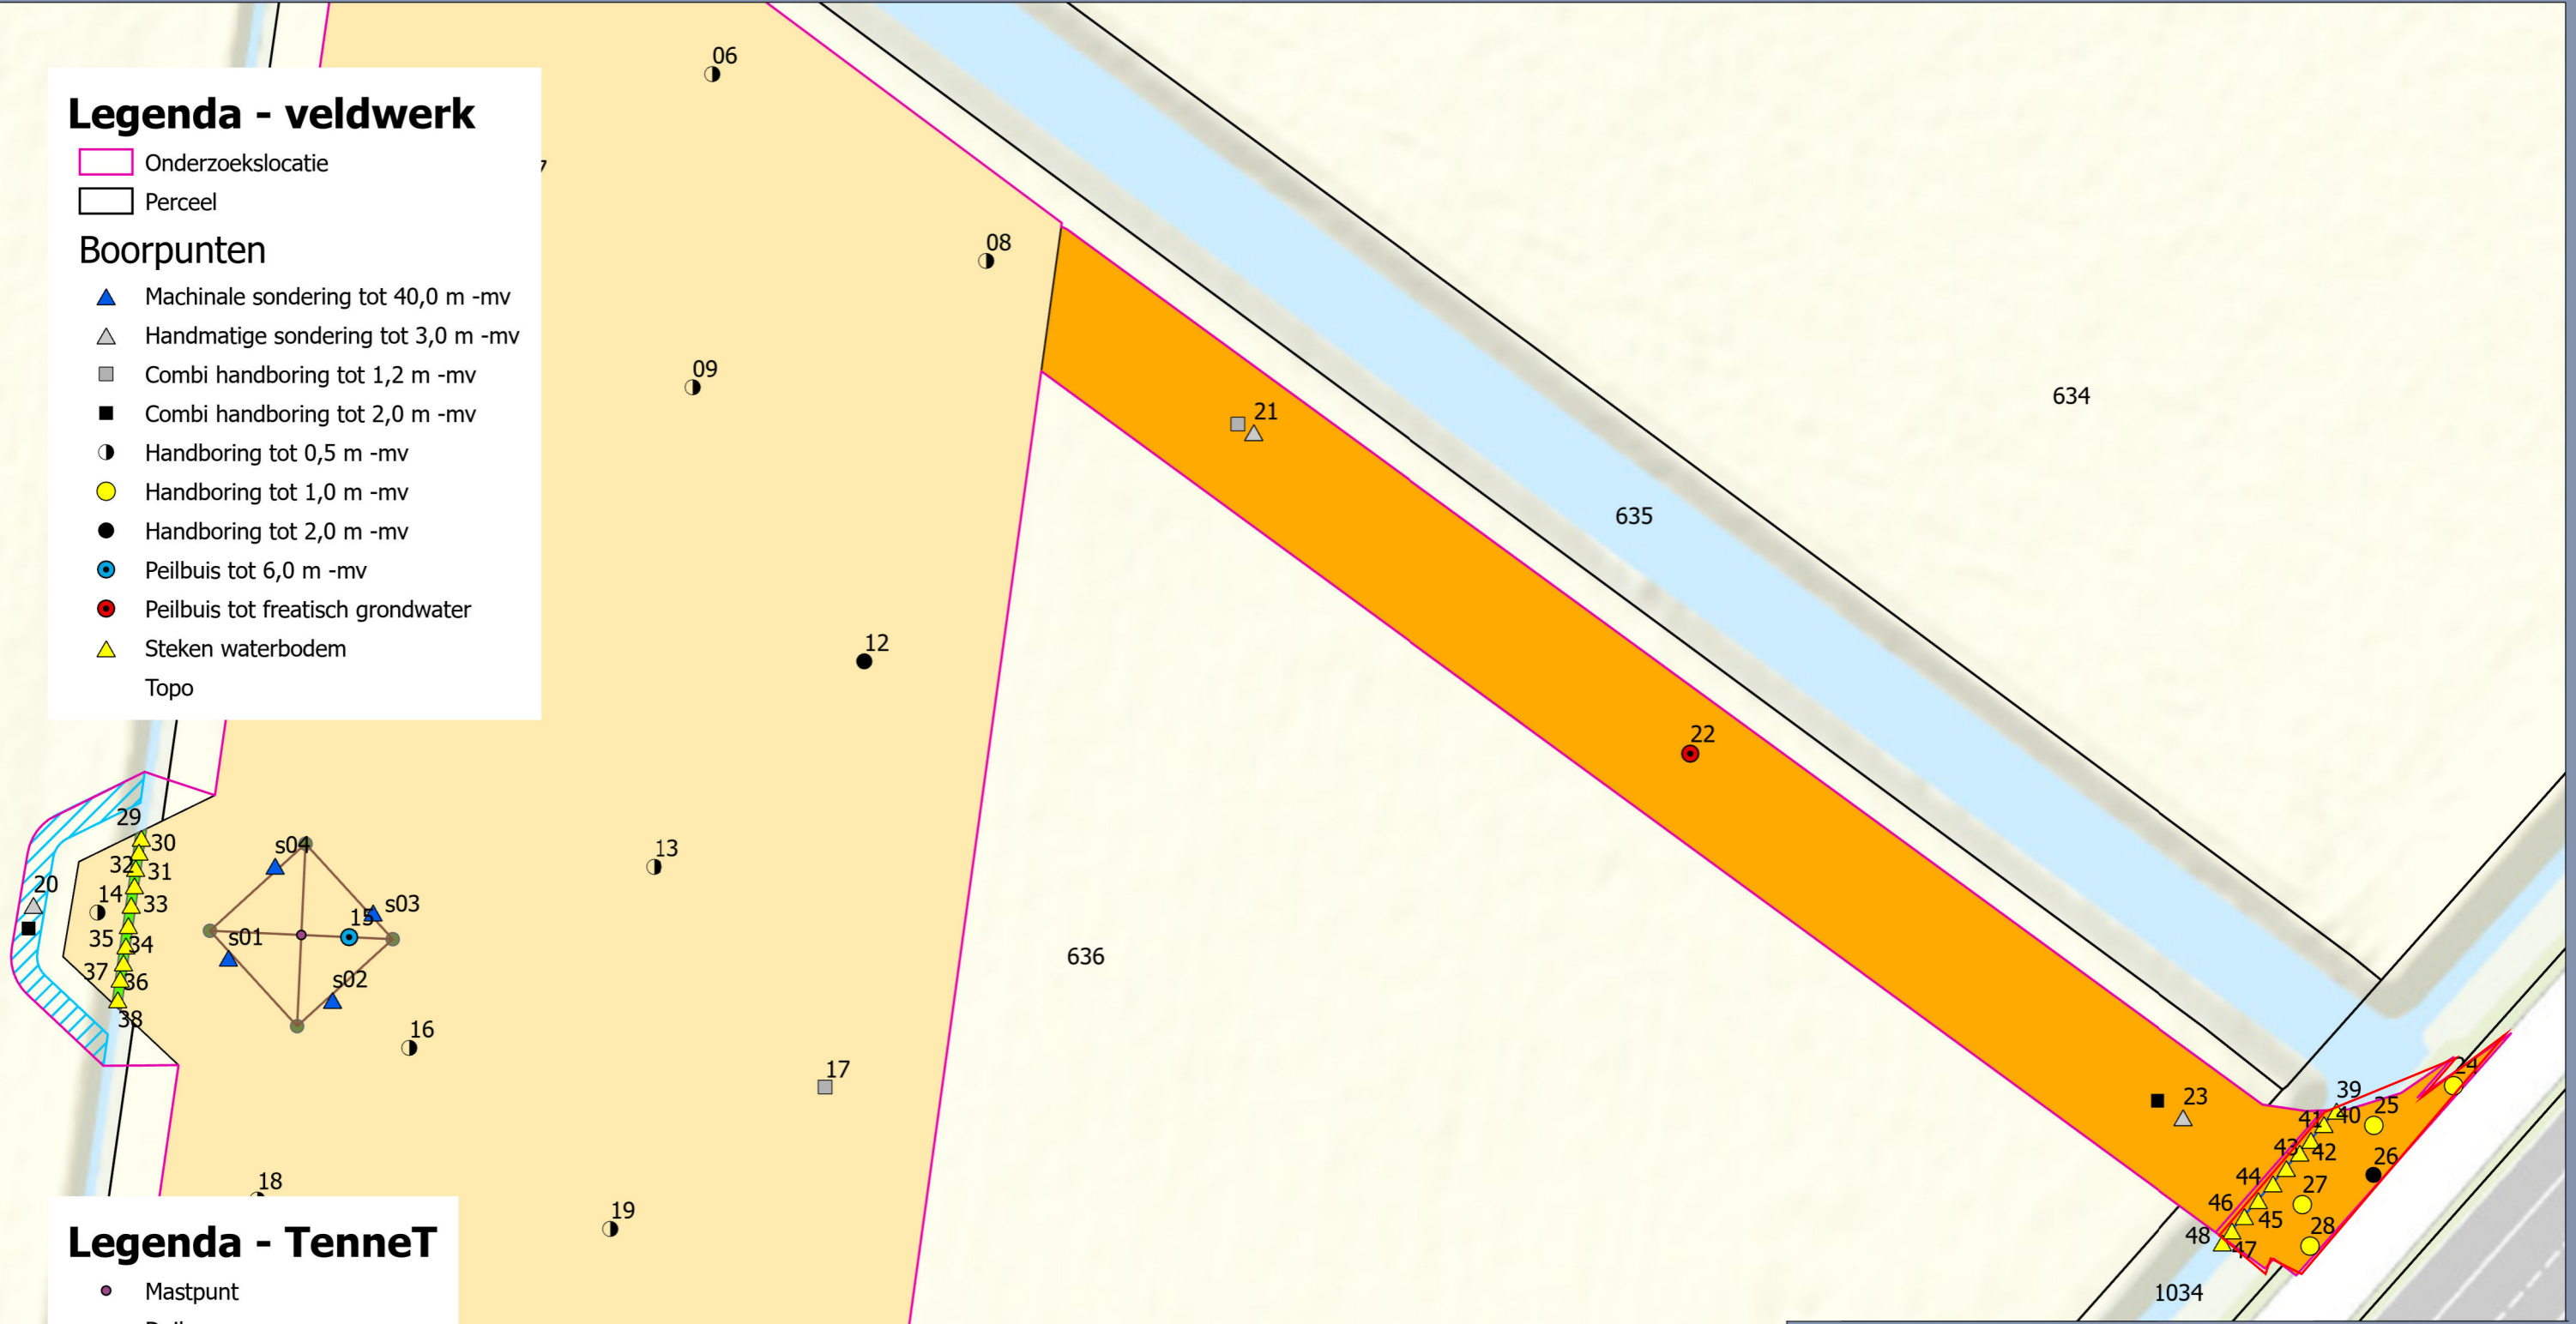 Legenda - veldwerk
Onderzoekslocatie
Perceel
Boorpunten
Machinale sondering tot 40,0 m -mv
Handmatige sondering tot 3,0 m -mv
Combi handboring tot 1,2 m -mv
Combi handboring tot 2,0 m -mv
Handboring tot 0,5 m -mv
Handboring tot 1,0 m -mv
Handboring tot 2,0 m -mv
Peilbuis tot 6,0 m -mv
Peilbuis tot freatisch grondwater
Steken waterbodem
Topo
06
08
09
21
634
635
12
22
29
30
32
31
20
14
33
35
34
37
36
38
s04
s03
15
s01
s02
13
16
17
636
18
19
23
39
24
41
40
25
43
42
26
44
27
46
45
28
48
47
1034
Legenda - TenneT
Mastpunt